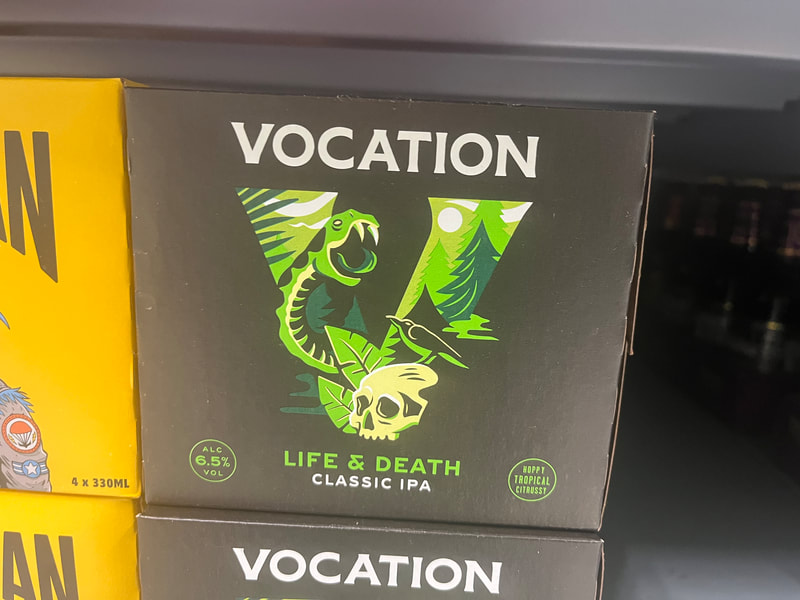 VOCATION
ALC
6.5%
VOL
LIFE & DEATH
CLASSIC IPA
HOPPY
TROPICAL
CITRUSSY
4 x 330ML
VOCATION